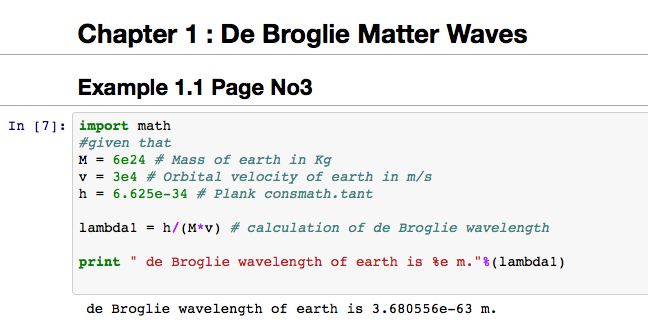 Chapter 1 : De Broglie Matter Waves
Example 1.1 Page No3
In [7]: import math
#given that
M = 6e24 # Mass of earth in Kg
v = 3e4 # Orbital velocity of earth in m/s
h = 6.625e-34 # Plank consmath.tant
lambda1 = h/(M*v) # calculation of de Broglie wavelength
print " de Broglie wavelength of earth is %e m."%(lambda1)
de Broglie wavelength of earth is 3.680556e-63 m.